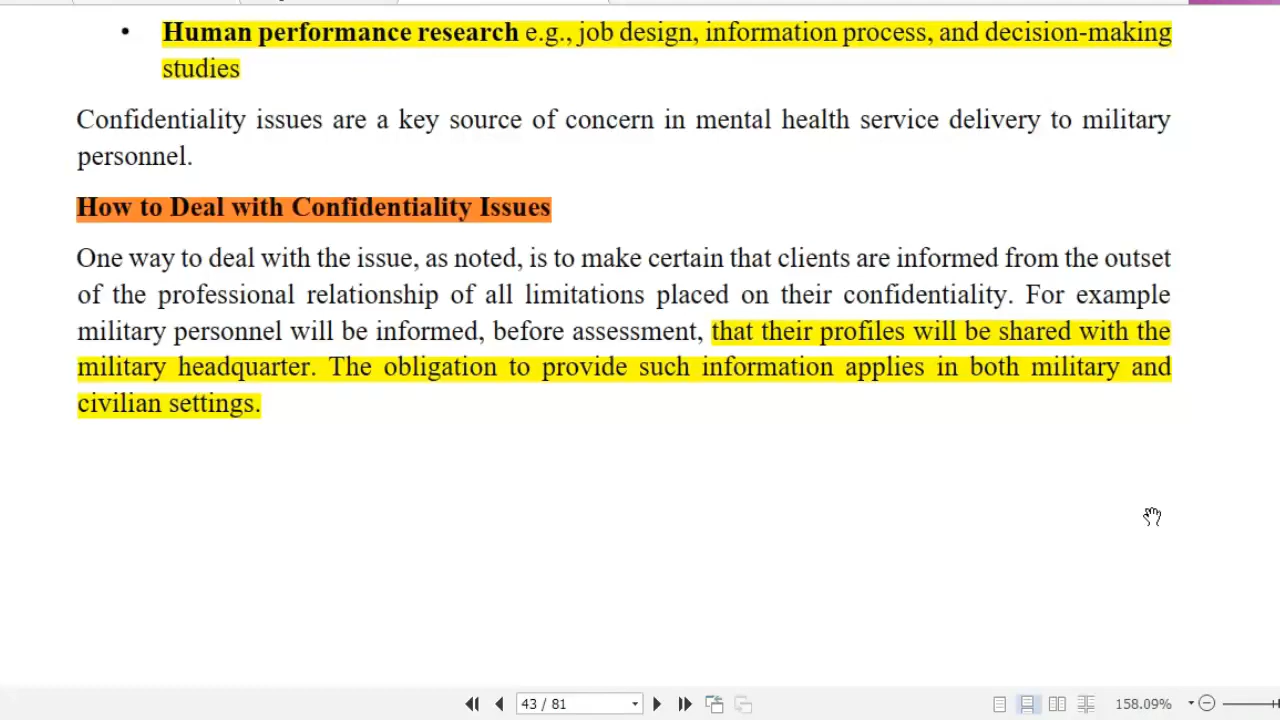 • Human performance research e.g., job design, information process, and decision-making
studies
Confidentiality issues are a key source of concern in mental health service delivery to military
personnel.
How to Deal with Confidentiality Issues
One way to deal with the issue, as noted, is to make certain that clients are informed from the outset
of the professional relationship of all limitations placed on their confidentiality. For example
military personnel will be informed, before assessment, that their profiles will be shared with the
military headquarter. The obligation to provide such information applies in both military and
civilian settings.
43 / 81
158.09%